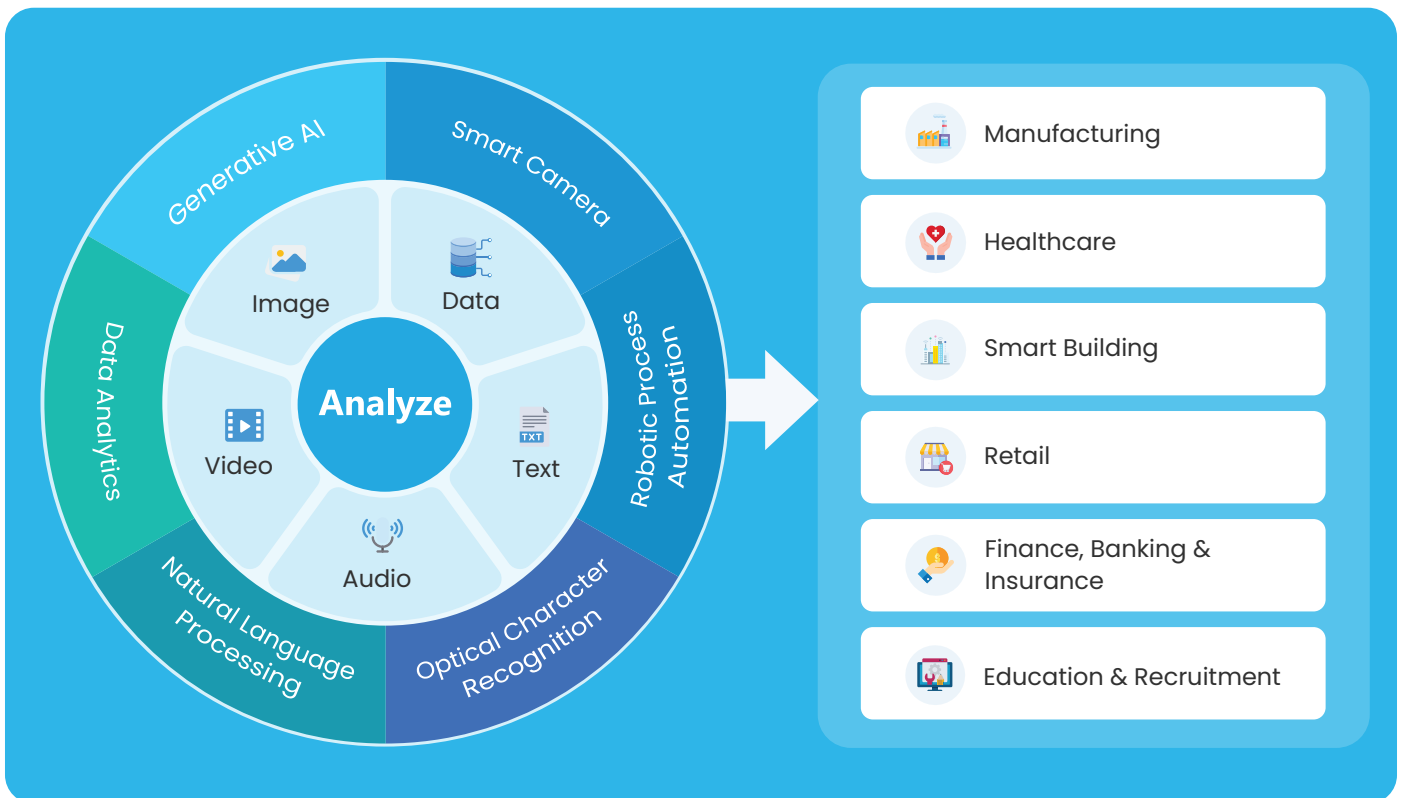 Generative AI
Smart Camera
Robotic Process
Automation
Optical Character
Recognition
Natural Language
Processing
Data Analytics
Image
Data
Text
TXT
Audio
Video
Analyze
Manufacturing
Healthcare
Smart Building
Retail
Finance, Banking &
Insurance
Education & Recruitment